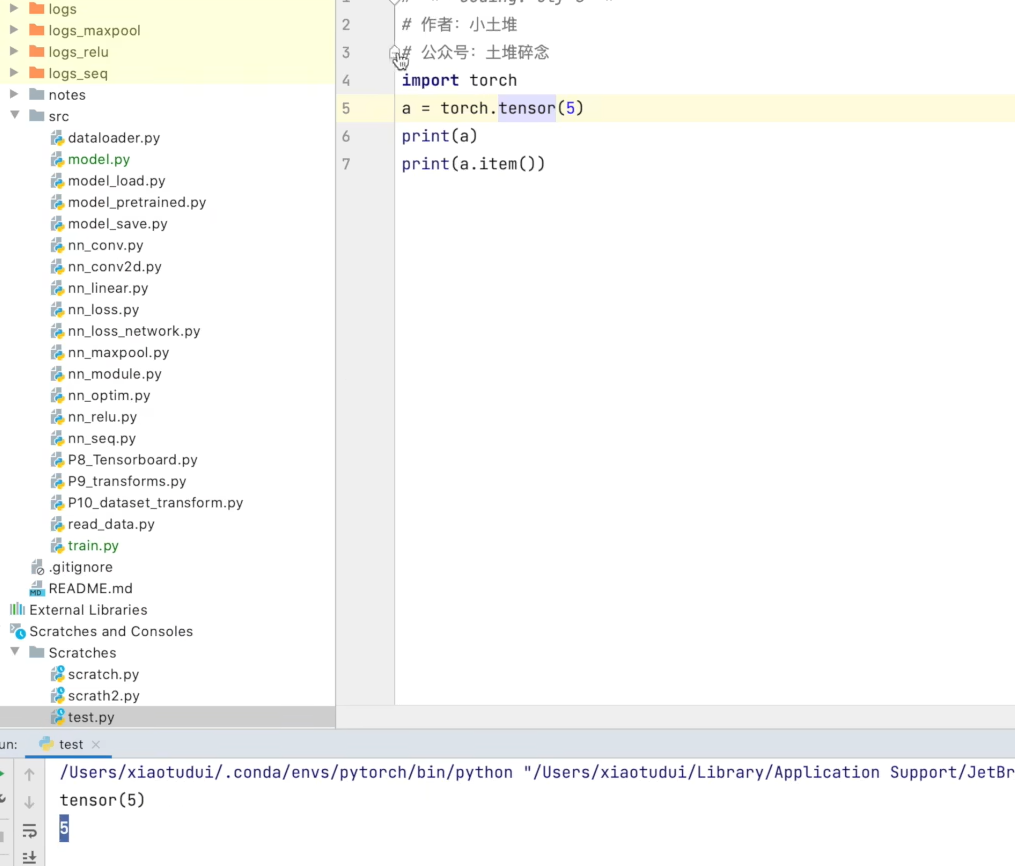 logs
logs_maxpool
logs_relu
logs_seq
notes
src
dataloader.py
model.py
model_load.py
model_pretrained.py
model_save.py
nn_conv.py
nn_conv2d.py
nn_linear.py
nn_loss.py
nn_loss_network.py
nn_maxpool.py
nn_module.py
nn_optim.py
nn_relu.py
nn_seq.py
P8_Tensorboard.py
P9_transforms.py
P10_dataset_transform.py
read_data.py
train.py
.gitignore
README.md
External Libraries
Scratches and Consoles
Scratches
scratch.py
scrath2.py
test.py
2 # 作者：小土堆
3 # 公众号：土堆碎念
4 import torch
5 a = torch.tensor(5)
6 print(a)
7 print(a.item())
un: test
/Users/xiaotudui/.conda/envs/pytorch/bin/python "/Users/xiaotudui/Library/Application Support/JetBr
tensor(5)
5